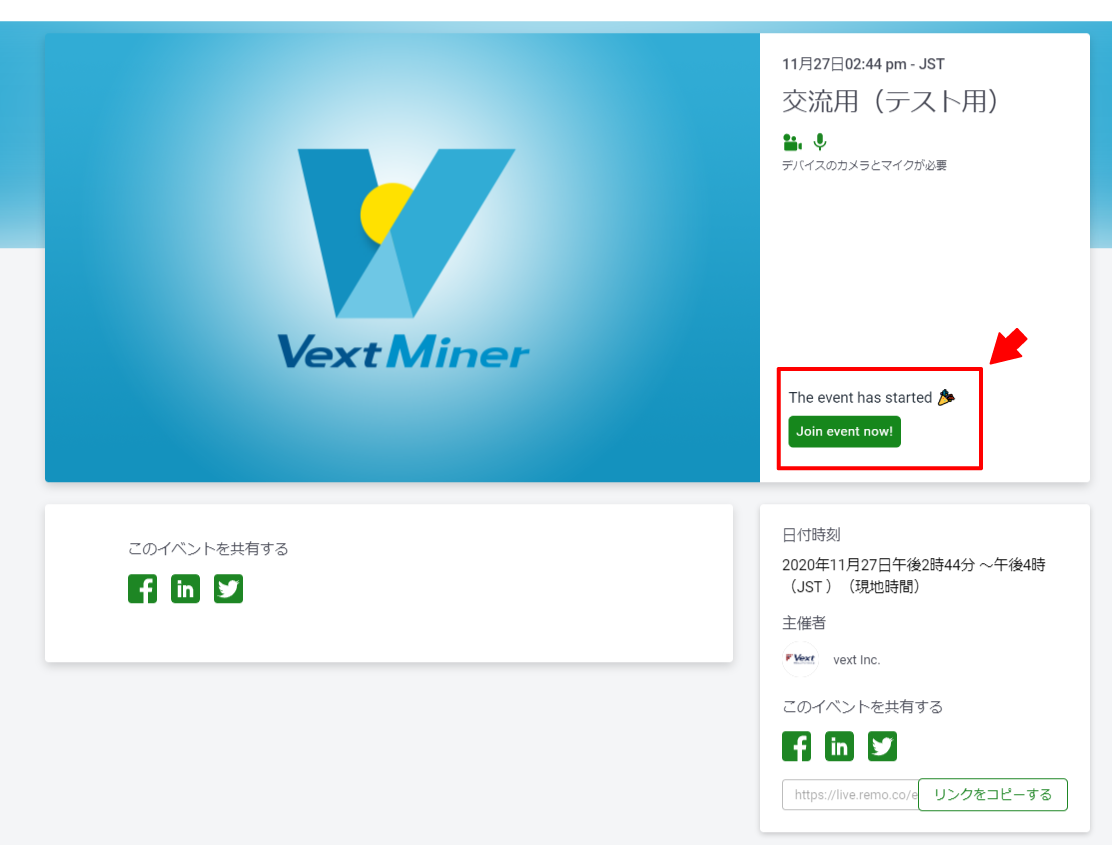 11月27日02:44 pm - JST
交流用（テスト用）
デバイスのカメラとマイクが必要
Vext Miner
The event has started
Join event now!
このイベントを共有する
日付時刻
2020年11月27日午後2時44分 ～午後4時
（JST ）（現地時間）
主催者
Vext
vext Inc.
このイベントを共有する
https://live.remo.co/e
リンクをコピーする